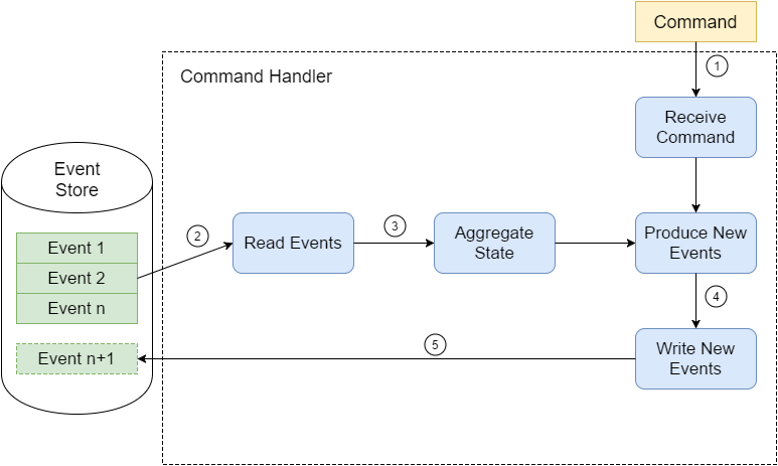 Command
1
Command Handler
Receive
Command
Event
Store
Event 1
Event 2
Event n
Event n+1
2
Read Events
3
Aggregate
State
Produce New
Events
4
5
Write New
Events